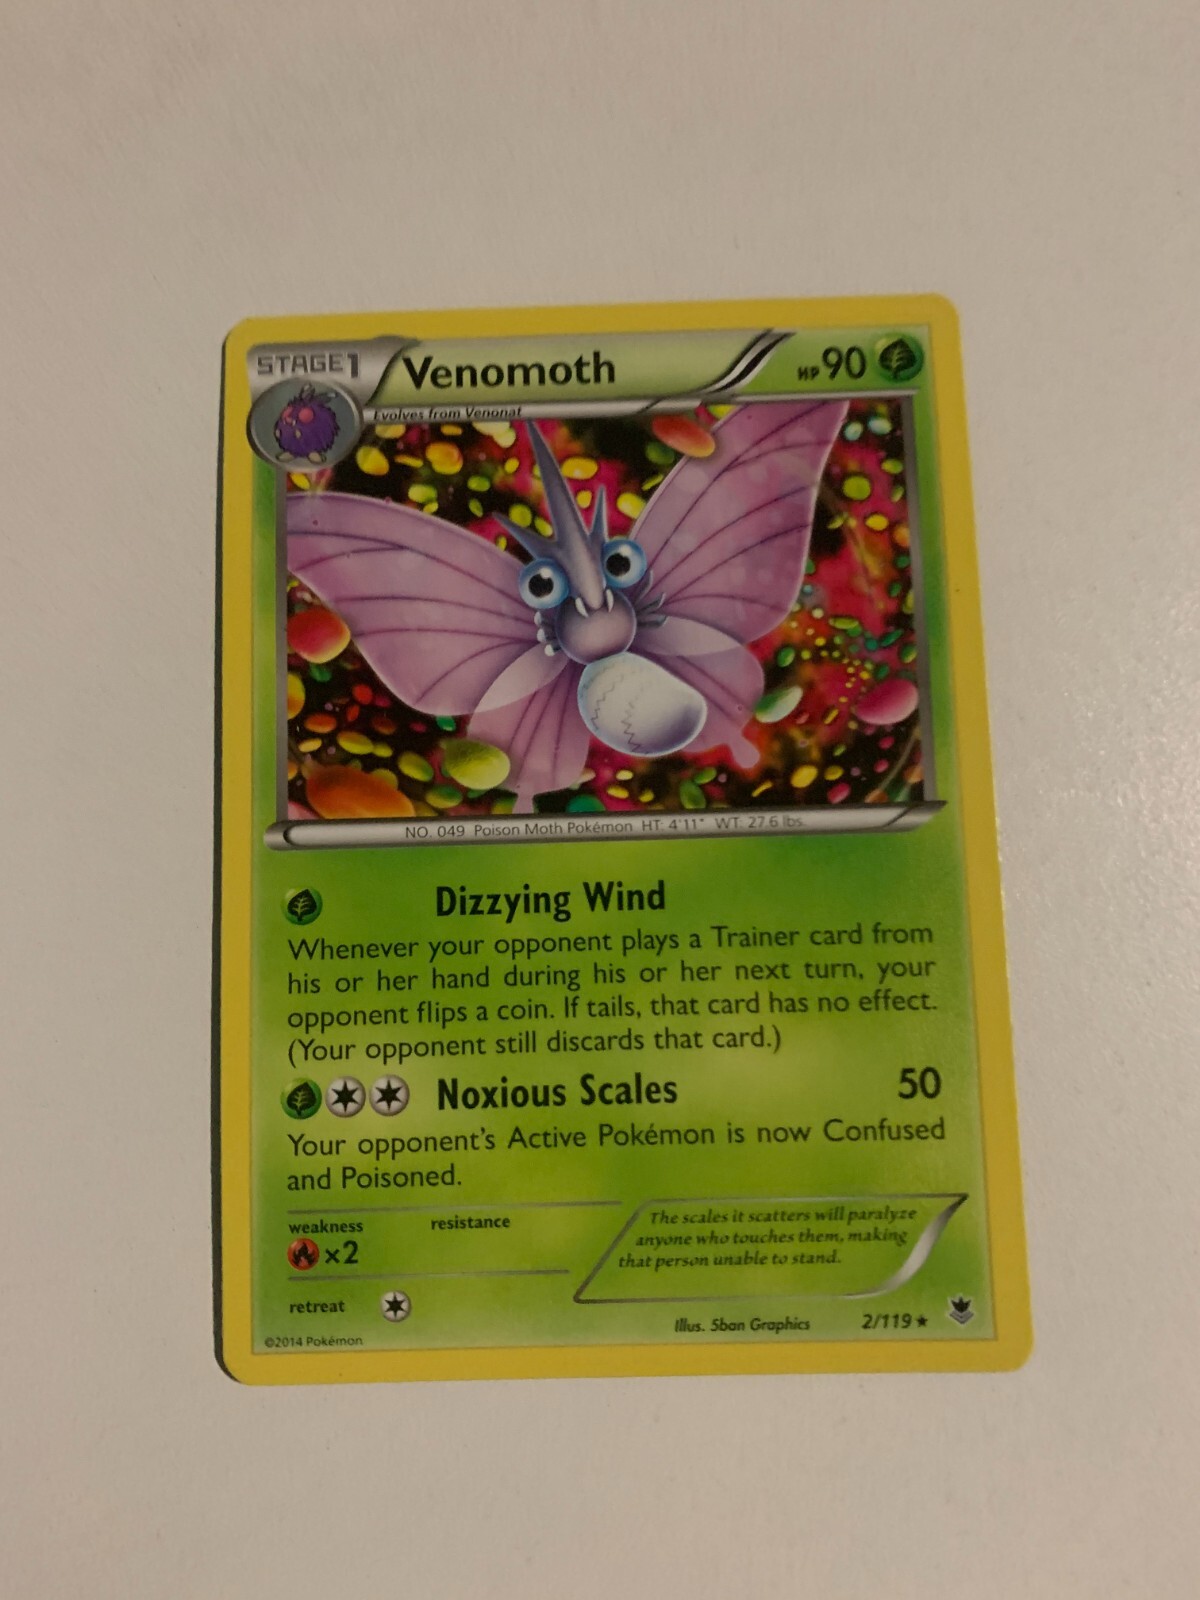 STAGE1 Venomoth HP90
Evolves from Venonat
NO. 049 Poison Moth Pokémon HT: 4'11" WT: 27.6 lbs.
Dizzying Wind
Whenever your opponent plays a Trainer card from
his or her hand during his or her next turn, your
opponent flips a coin. If tails, that card has no effect.
(Your opponent still discards that card.)
Noxious Scales 50
Your opponent's Active Pokémon is now Confused
and Poisoned.
weakness resistance
×2
The scales it scatters will paralyze
anyone who touches them, making
that person unable to stand.
retreat
Illus. 5ban Graphics 2/119 ★
©2014 Pokémon